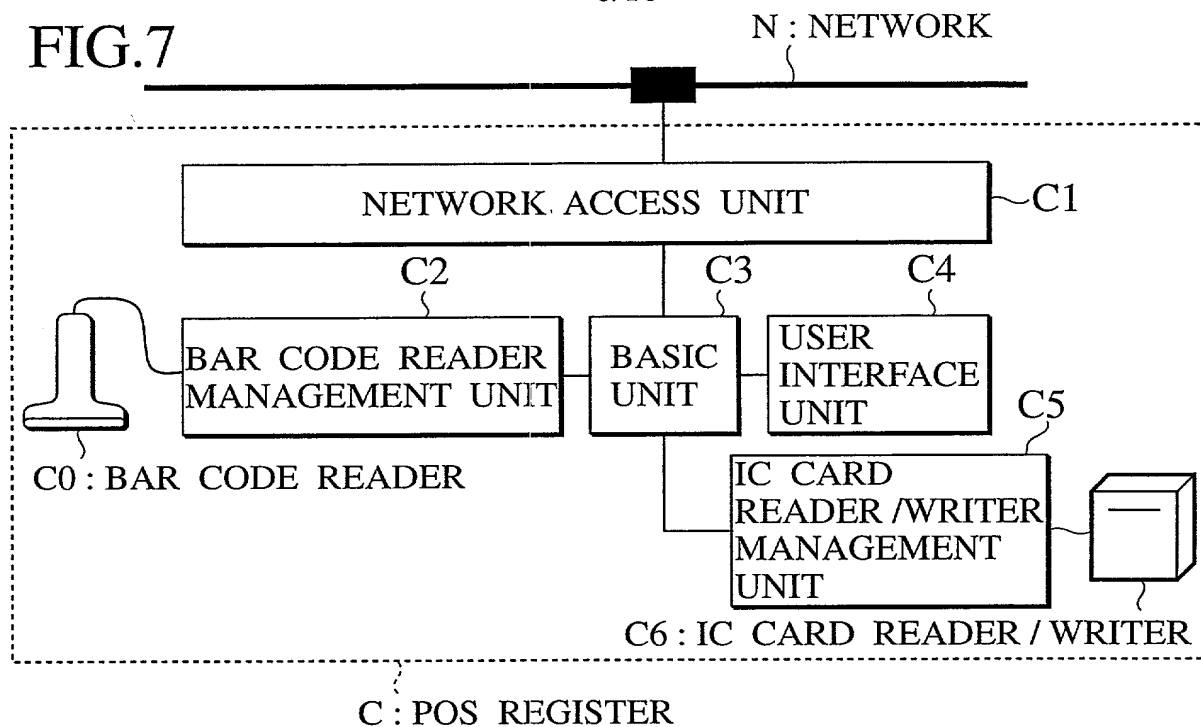 FIG.7
N : NETWORK
NETWORK ACCESS UNIT
C1
C2
C3
C4
BAR CODE READER
MANAGEMENT UNIT
BASIC
UNIT
USER
INTERFACE
UNIT
C5
C0 : BAR CODE READER
IC CARD
READER /WRITER
MANAGEMENT
UNIT
C6 : IC CARD READER / WRITER
C : POS REGISTER